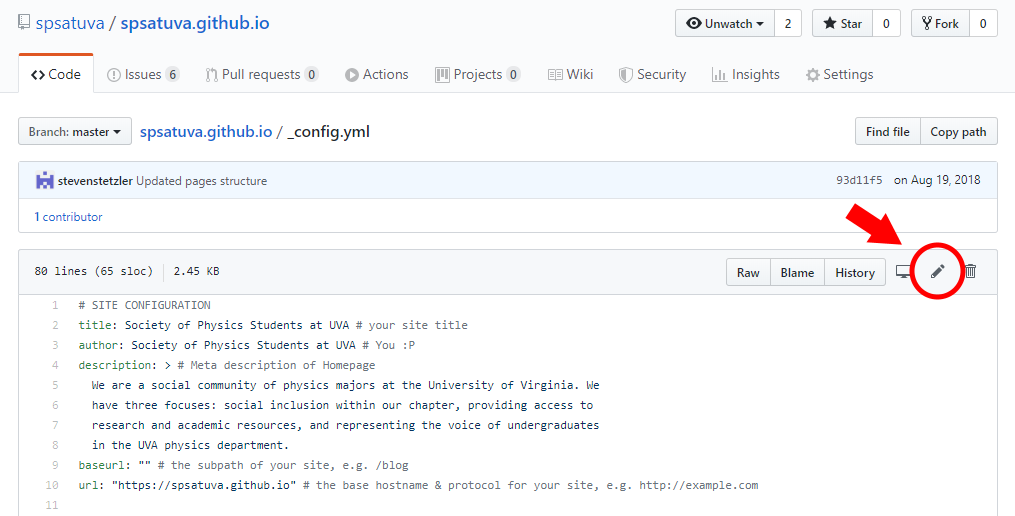 spsatuva / spsatuva.github.io
Unwatch 2 Star 0 Fork 0
Code Issues 6 Pull requests 0 Actions Projects 0 Wiki Security Insights Settings
Branch: master spsatuva.github.io / _config.yml Find file Copy path
stevenstetzler Updated pages structure 93d11f5 on Aug 19, 2018
1 contributor
80 lines (65 sloc) 2.45 KB Raw Blame History
1 # SITE CONFIGURATION
2 title: Society of Physics Students at UVA # your site title
3 author: Society of Physics Students at UVA # You :P
4 description: > # Meta description of Homepage
5 We are a social community of physics majors at the University of Virginia. We
6 have three focuses: social inclusion within our chapter, providing access to
7 research and academic resources, and representing the voice of undergraduates
8 in the UVA physics department.
9 baseurl: "" # the subpath of your site, e.g. /blog
10 url: "https://spsatuva.github.io" # the base hostname & protocol for your site, e.g. http://example.com
11